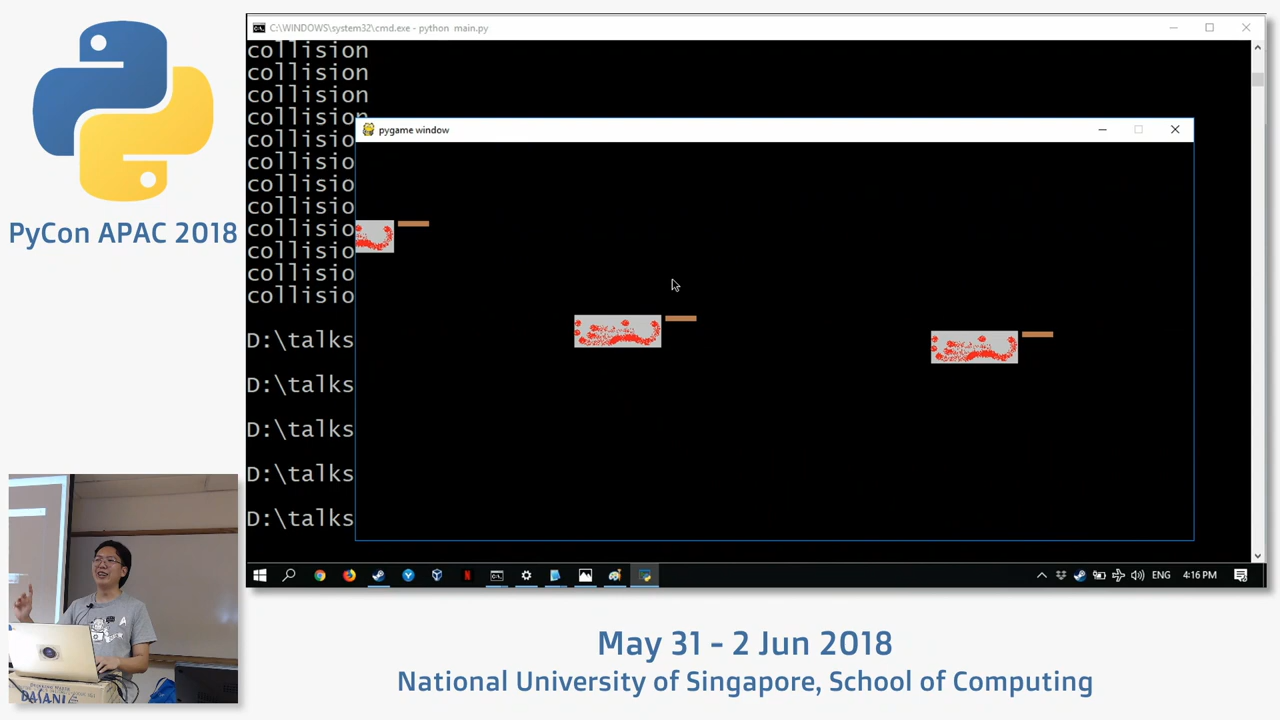 C:\WINDOWS\system32\cmd.exe - python main.py
collision
collision
collision
collision
collisio
collisio
collisio
collisio
collisio
collisio
collisio
collisio
pygame window
D:\talks
D:\talks
D:\talks
D:\talks
D:\talks
ENG
4:16 PM
PyCon APAC 2018
DASANI
May 31 - 2 Jun 2018
National University of Singapore, School of Computing